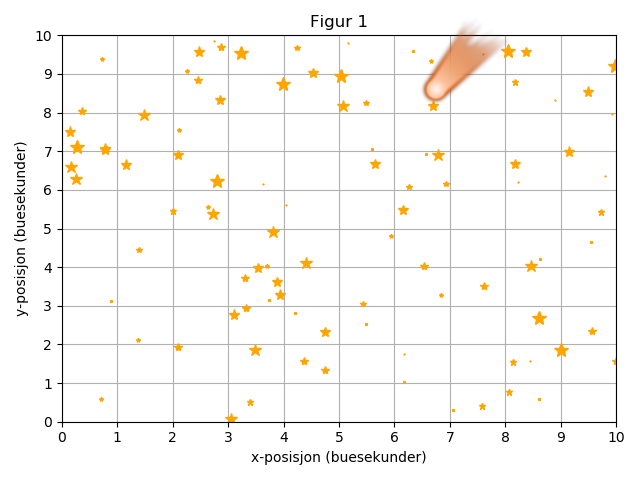 Figur 1
10
9
8
7
6
5
4
3
2
1
0
y-posisjon (buesekunder)
0 1 2 3 4 5 6 7 8 9 10
x-posisjon (buesekunder)